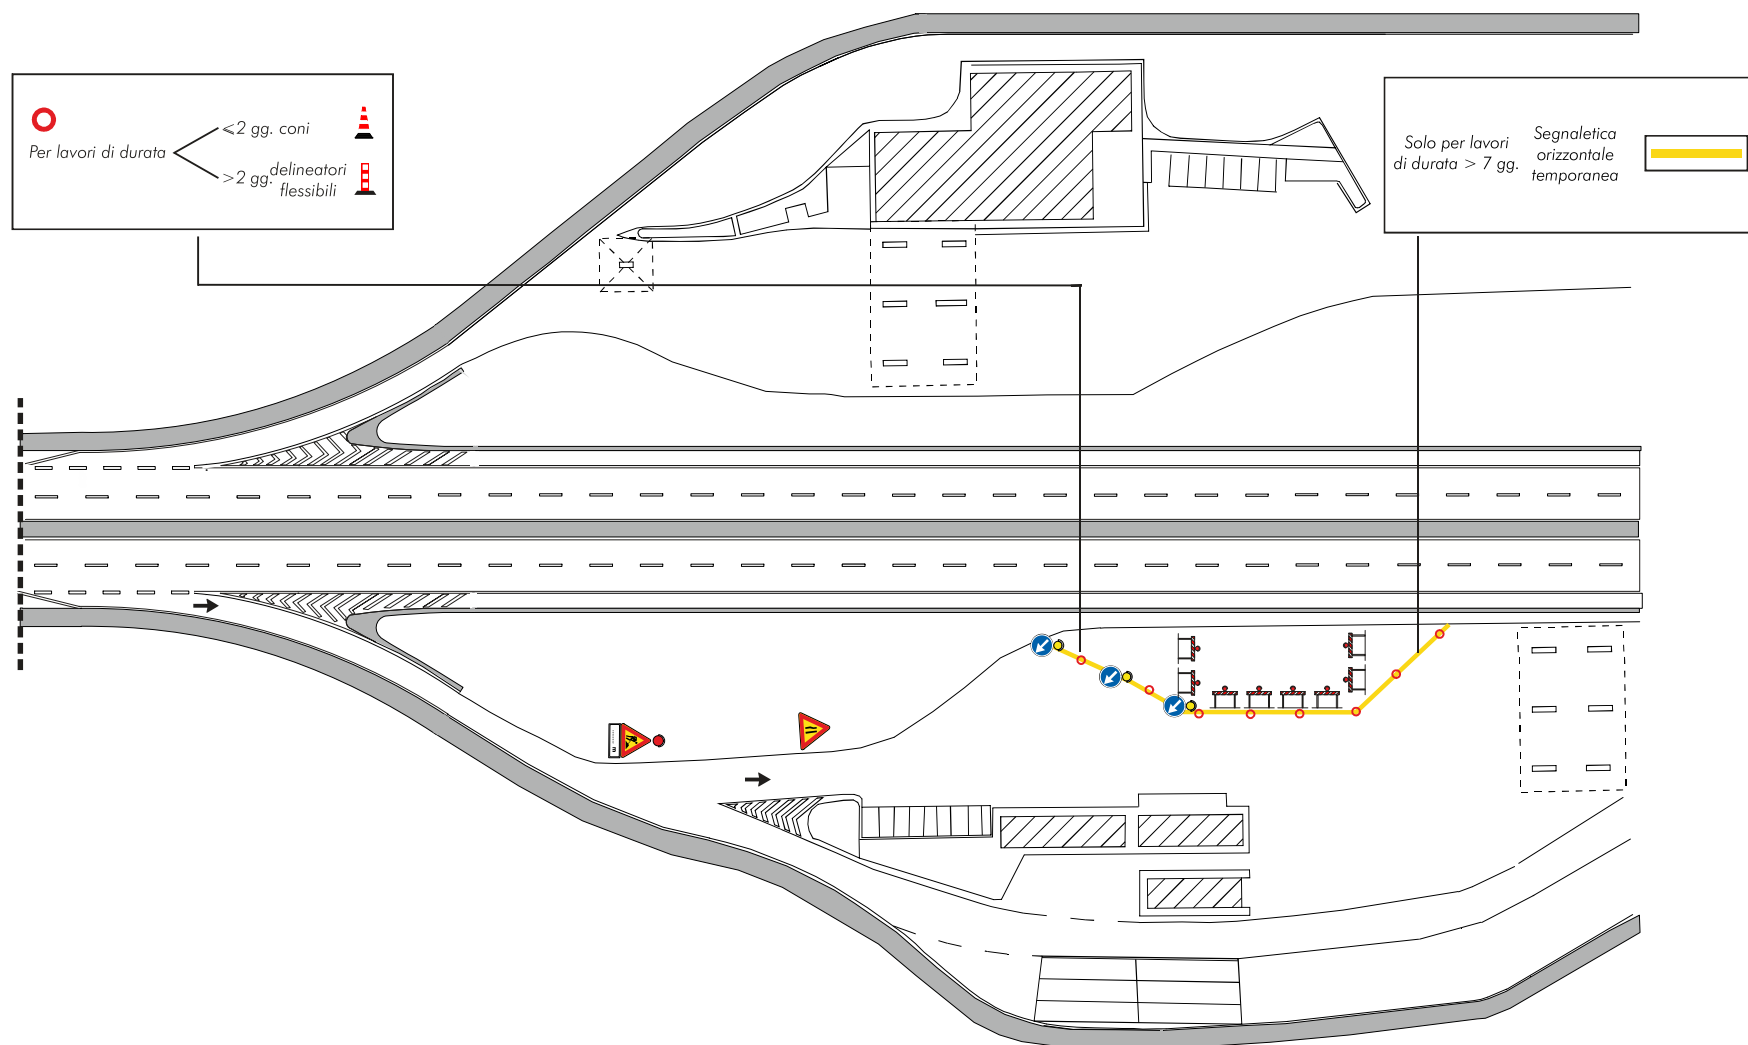 Per lavori di durata
<2 gg. coni
>2 gg. delineatori
flessibili
Solo per lavori
di durata > 7 gg.
Segnaletica
orizzontale
temporanea
m